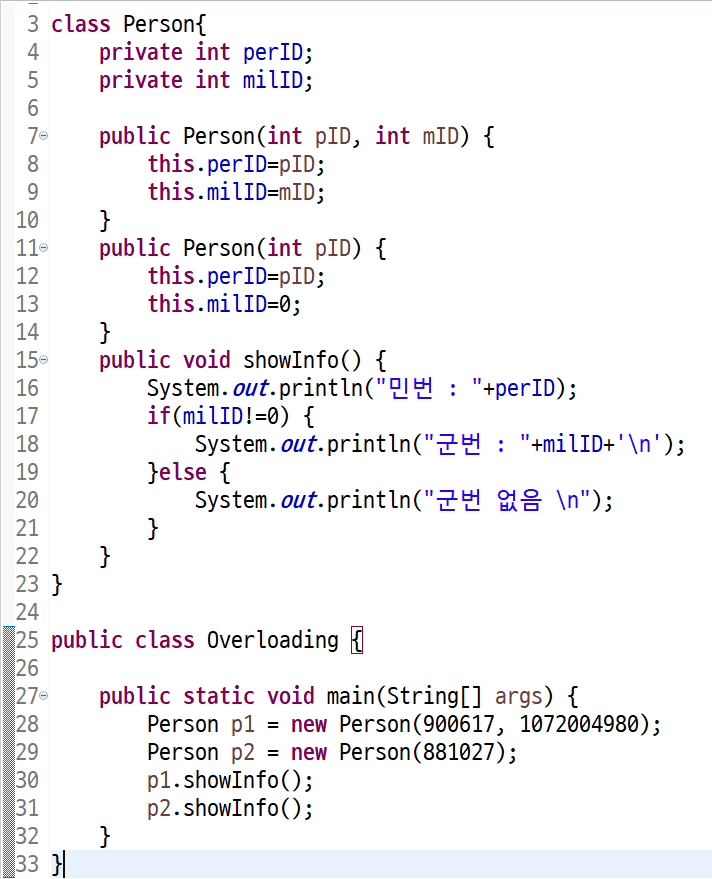 3 class Person{
4     private int perID;
5     private int milID;
6
7     public Person(int pID, int mID) {
8         this.perID=pID;
9         this.milID=mID;
10     }
11     public Person(int pID) {
12         this.perID=pID;
13         this.milID=0;
14     }
15     public void showInfo() {
16         System.out.println("민번 : "+perID);
17         if(milID!=0) {
18             System.out.println("군번 : "+milID+'\n');
19         }else {
20             System.out.println("군번 없음 \n");
21         }
22     }
23 }
24
25 public class Overloading {
26
27     public static void main(String[] args) {
28         Person p1 = new Person(900617, 1072004980);
29         Person p2 = new Person(881027);
30         p1.showInfo();
31         p2.showInfo();
32     }
33 }